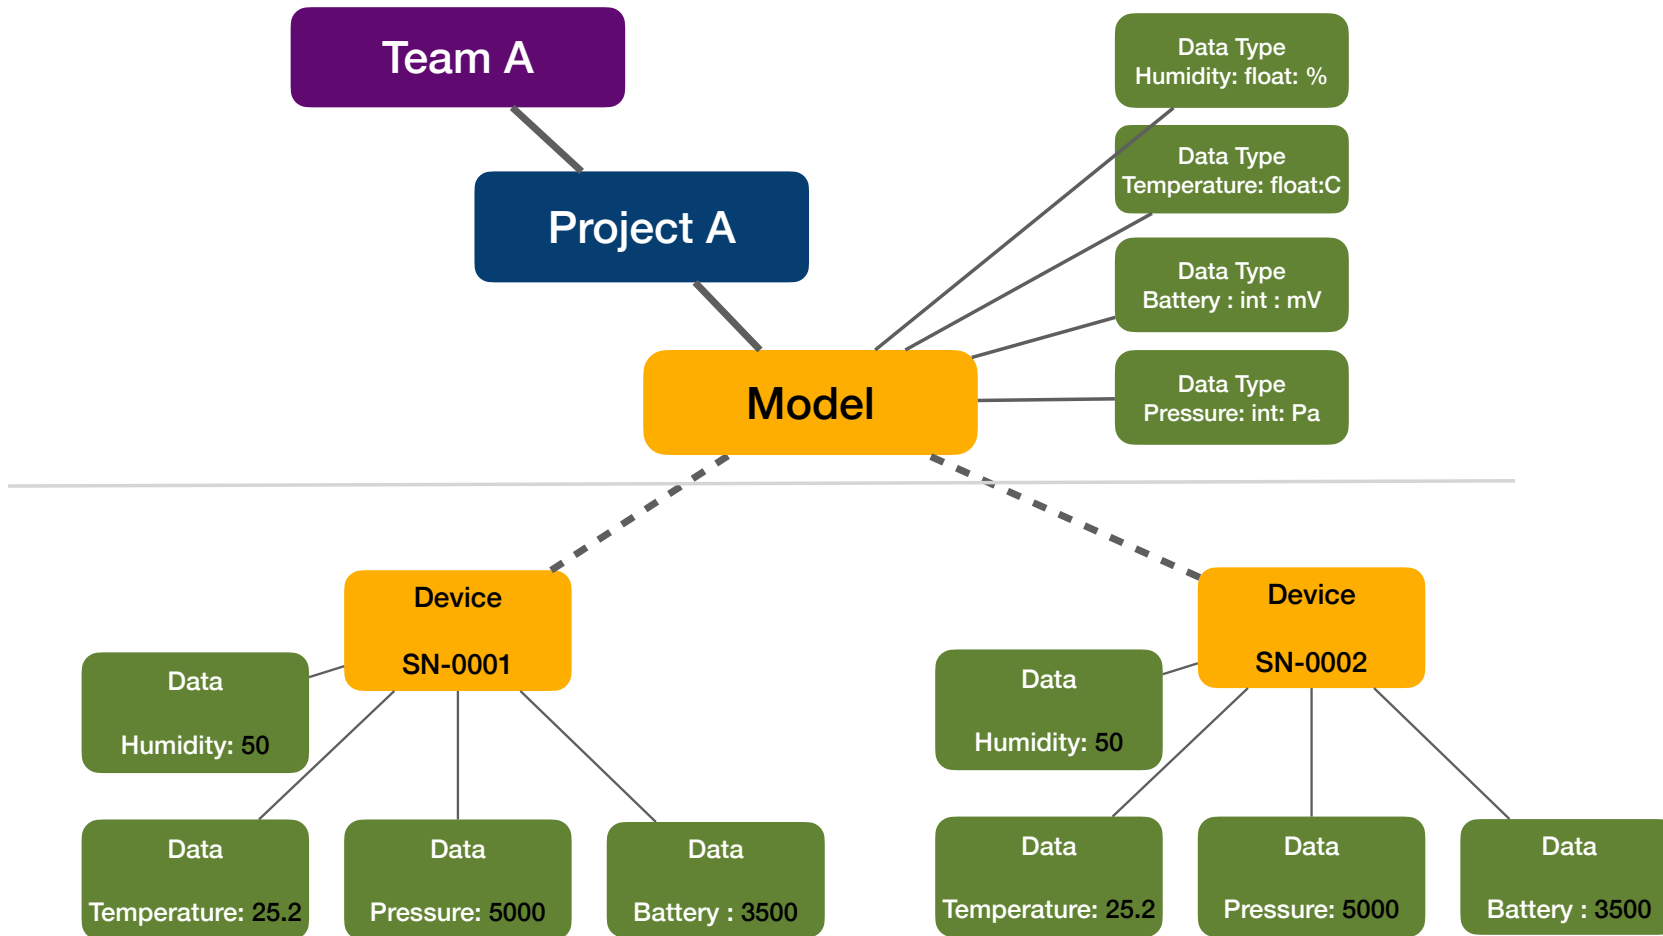 Team A
Project A
Model
Data Type
Humidity: float: %
Data Type
Temperature: float:C
Data Type
Battery : int : mV
Data Type
Pressure: int: Pa
Device
SN-0001
Data
Humidity: 50
Data
Temperature: 25.2
Data
Pressure: 5000
Data
Battery : 3500
Device
SN-0002
Data
Humidity: 50
Data
Temperature: 25.2
Data
Pressure: 5000
Data
Battery : 3500